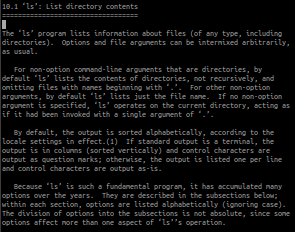 10.1 ‘ls’: List directory contents
==================================
The ‘ls’ program lists information about files (of any type, including
directories).  Options and file arguments can be intermixed arbitrarily,
as usual.
For non-option command-line arguments that are directories, by
default ‘ls’ lists the contents of directories, not recursively, and
omitting files with names beginning with ‘.’.  For other non-option
arguments, by default ‘ls’ lists just the file name.  If no non-option
argument is specified, ‘ls’ operates on the current directory, acting as
if it had been invoked with a single argument of ‘.’.
By default, the output is sorted alphabetically, according to the
locale settings in effect.(1)  If standard output is a terminal, the
output is in columns (sorted vertically) and control characters are
output as question marks; otherwise, the output is listed one per line
and control characters are output as-is.
Because ‘ls’ is such a fundamental program, it has accumulated many
options over the years.  They are described in the subsections below;
within each section, options are listed alphabetically (ignoring case).
The division of options into the subsections is not absolute, since some
options affect more than one aspect of ‘ls’'s operation.